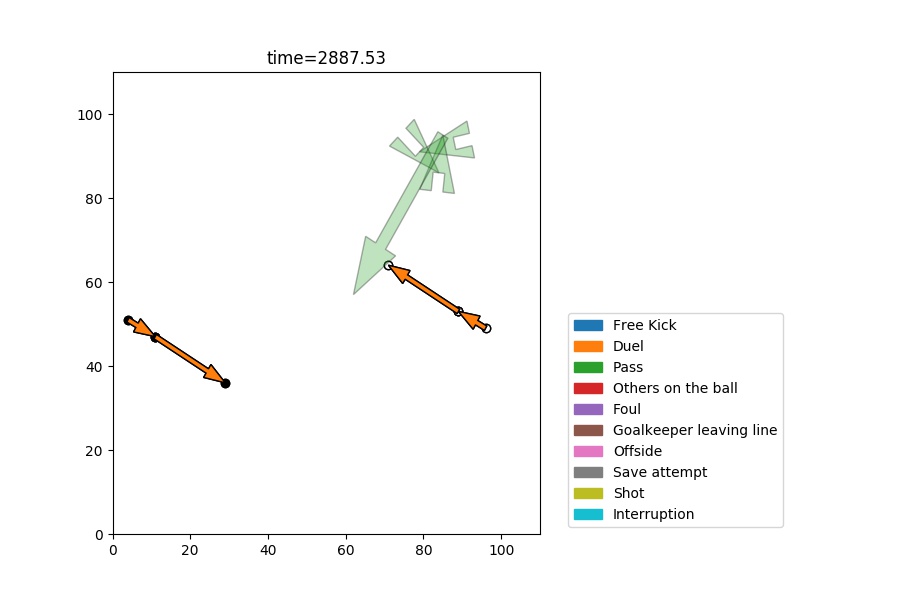 time=2887.53
100
80
60
40
20
0
0 20 40 60 80 100
Free Kick
Duel
Pass
Others on the ball
Foul
Goalkeeper leaving line
Offside
Save attempt
Shot
Interruption